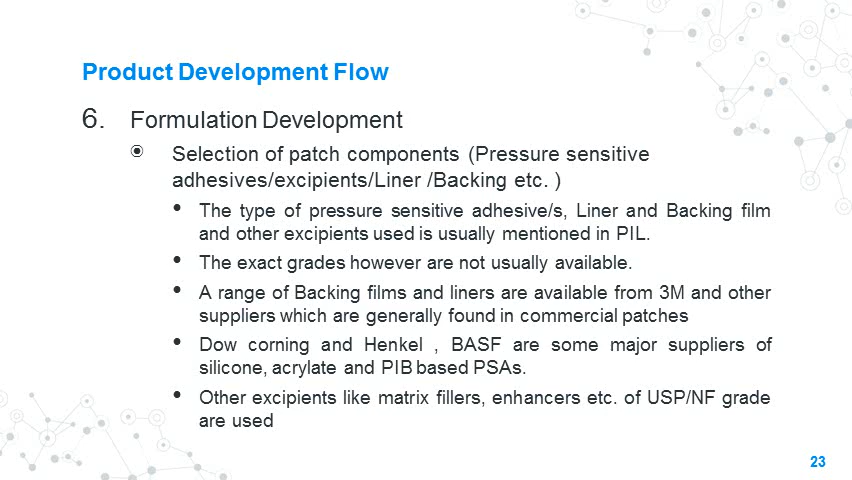 Product Development Flow
6. Formulation Development
Selection of patch components (Pressure sensitive
adhesives/excipients/Liner /Backing etc. )
• The type of pressure sensitive adhesive/s, Liner and Backing film
and other excipients used is usually mentioned in PIL.
• The exact grades however are not usually available.
• A range of Backing films and liners are available from 3M and other
suppliers which are generally found in commercial patches
• Dow corning and Henkel , BASF are some major suppliers of
silicone, acrylate and PIB based PSAs.
• Other excipients like matrix fillers, enhancers etc. of USP/NF grade
are used
23